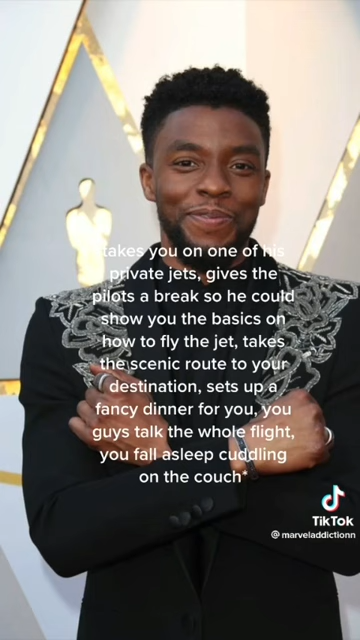 *takes you on one of his
private jets, gives the
pilots a break so he could
show you the basics on
how to fly the jet, takes
the scenic route to your
destination, sets up a
fancy dinner for you, you
guys talk the whole flight,
you fall asleep cuddling
on the couch*
TikTok
@ marveladdictionn